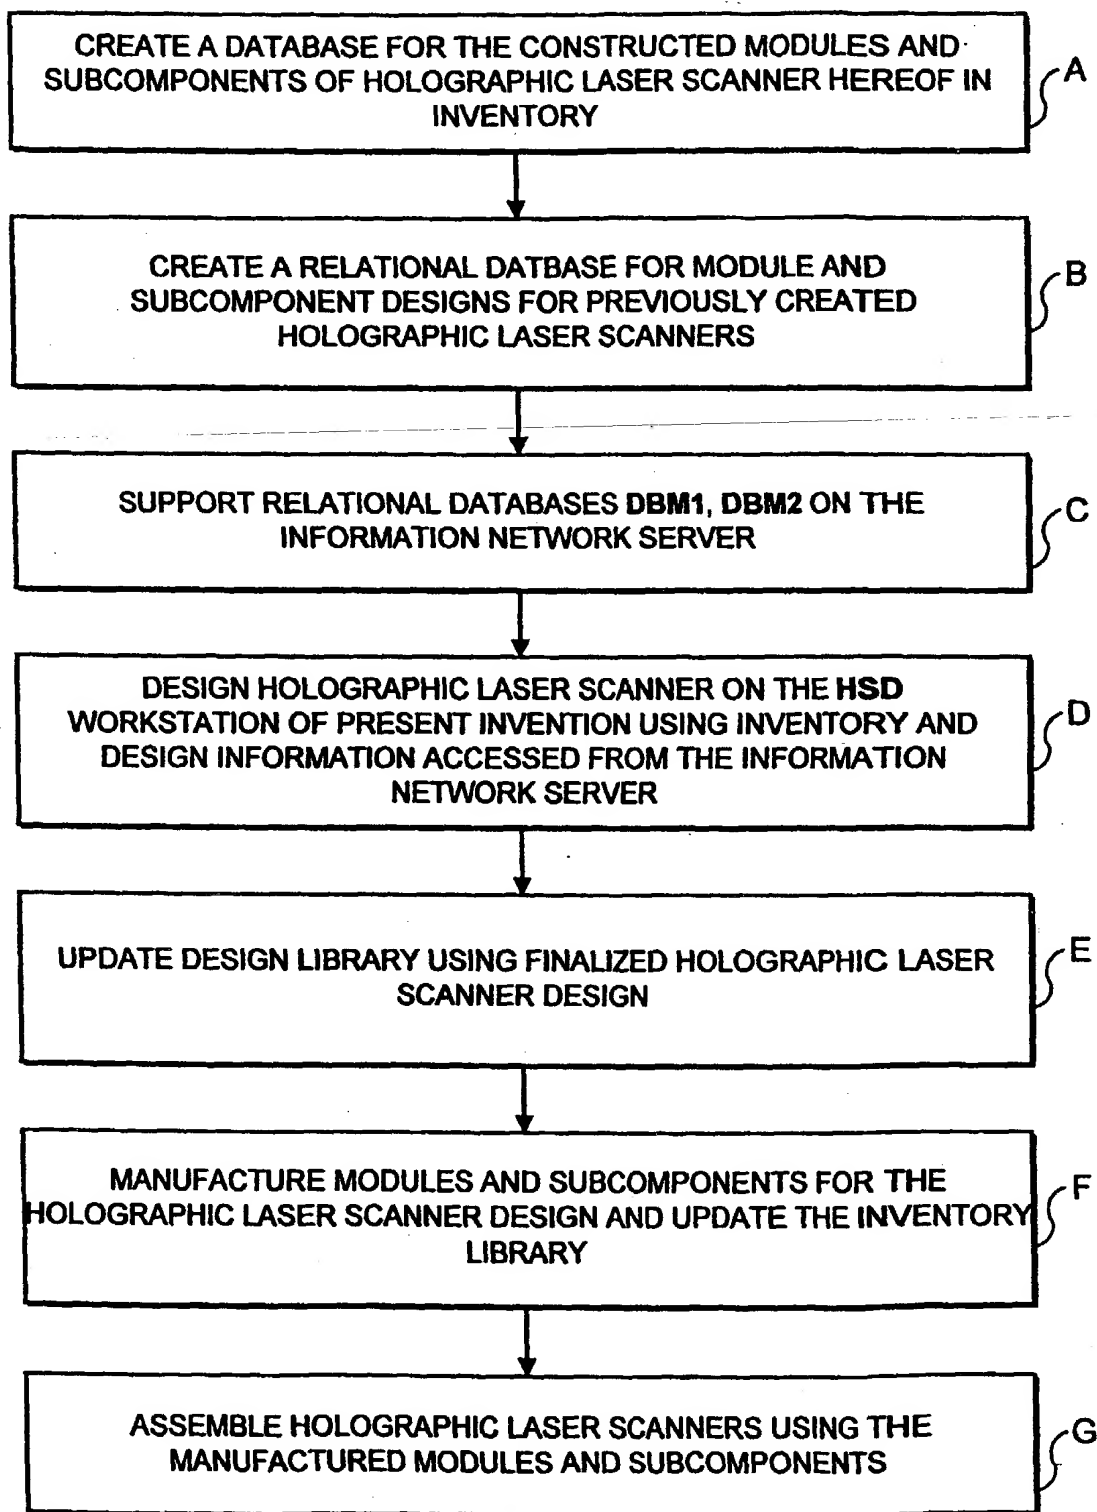 CREATE A DATABASE FOR THE CONSTRUCTED MODULES AND
SUBCOMPONENTS OF HOLOGRAPHIC LASER SCANNER HEREOF IN
INVENTORY
A
CREATE A RELATIONAL DATBASE FOR MODULE AND
SUBCOMPONENT DESIGNS FOR PREVIOUSLY CREATED
HOLOGRAPHIC LASER SCANNERS
B
SUPPORT RELATIONAL DATABASES DBM1, DBM2 ON THE
INFORMATION NETWORK SERVER
C
DESIGN HOLOGRAPHIC LASER SCANNER ON THE HSD
WORKSTATION OF PRESENT INVENTION USING INVENTORY AND
DESIGN INFORMATION ACCESSED FROM THE INFORMATION
NETWORK SERVER
D
UPDATE DESIGN LIBRARY USING FINALIZED HOLOGRAPHIC LASER
SCANNER DESIGN
E
MANUFACTURE MODULES AND SUBCOMPONENTS FOR THE
HOLOGRAPHIC LASER SCANNER DESIGN AND UPDATE THE INVENTORY
LIBRARY
F
ASSEMBLE HOLOGRAPHIC LASER SCANNERS USING THE
MANUFACTURED MODULES AND SUBCOMPONENTS
G